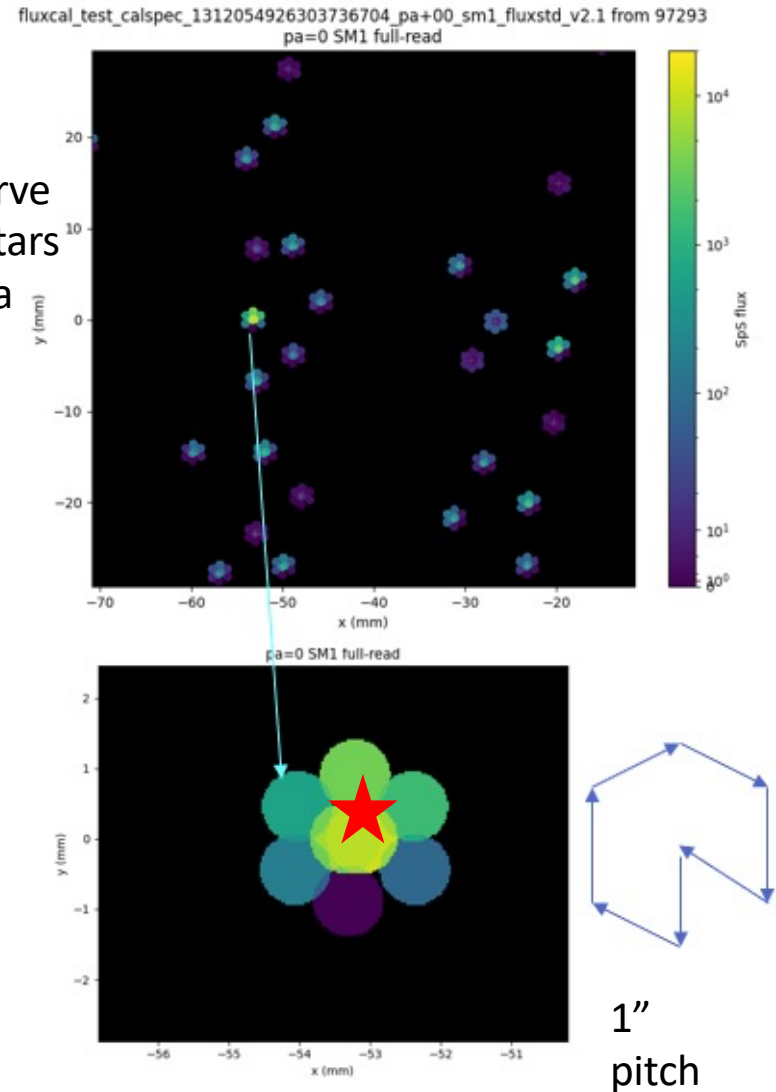 fluxcal_test_calspec_1312054926303736704_pa+00_sm1_fluxstd_v2.1 from 97293
pa=0 SM1 full-read
rve
tars
a
y (mm)
20
10
0
−10
−20
−70
−60
−50
−40
−30
−20
x (mm)
10⁴
10³
10²
10¹
10⁰
SpS flux
pa=0 SM1 full-read
y (mm)
2
1
0
−1
−2
−56
−55
−54
−53
−52
−51
x (mm)
1”
pitch